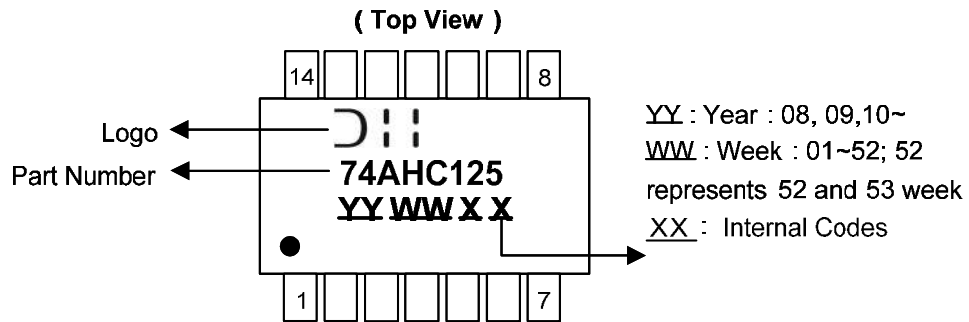 ( Top View )
14 8
Logo
Part Number
74AHC125
YY WW X X
1 7
YY : Year : 08, 09,10~
WW : Week : 01~52; 52
represents 52 and 53 week
XX : Internal Codes